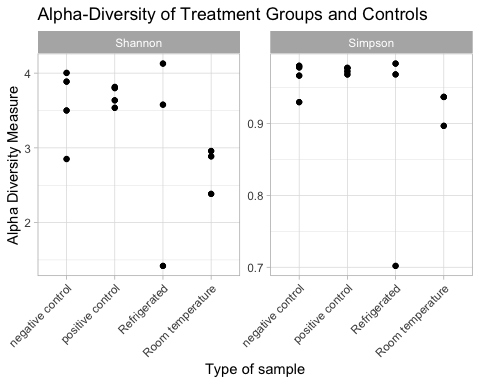 Alpha-Diversity of Treatment Groups and Controls
Shannon
Simpson
Alpha Diversity Measure
4
3
2
0.9
0.8
0.7
negative control
positive control
Refrigerated
Room temperature
negative control
positive control
Refrigerated
Room temperature
Type of sample